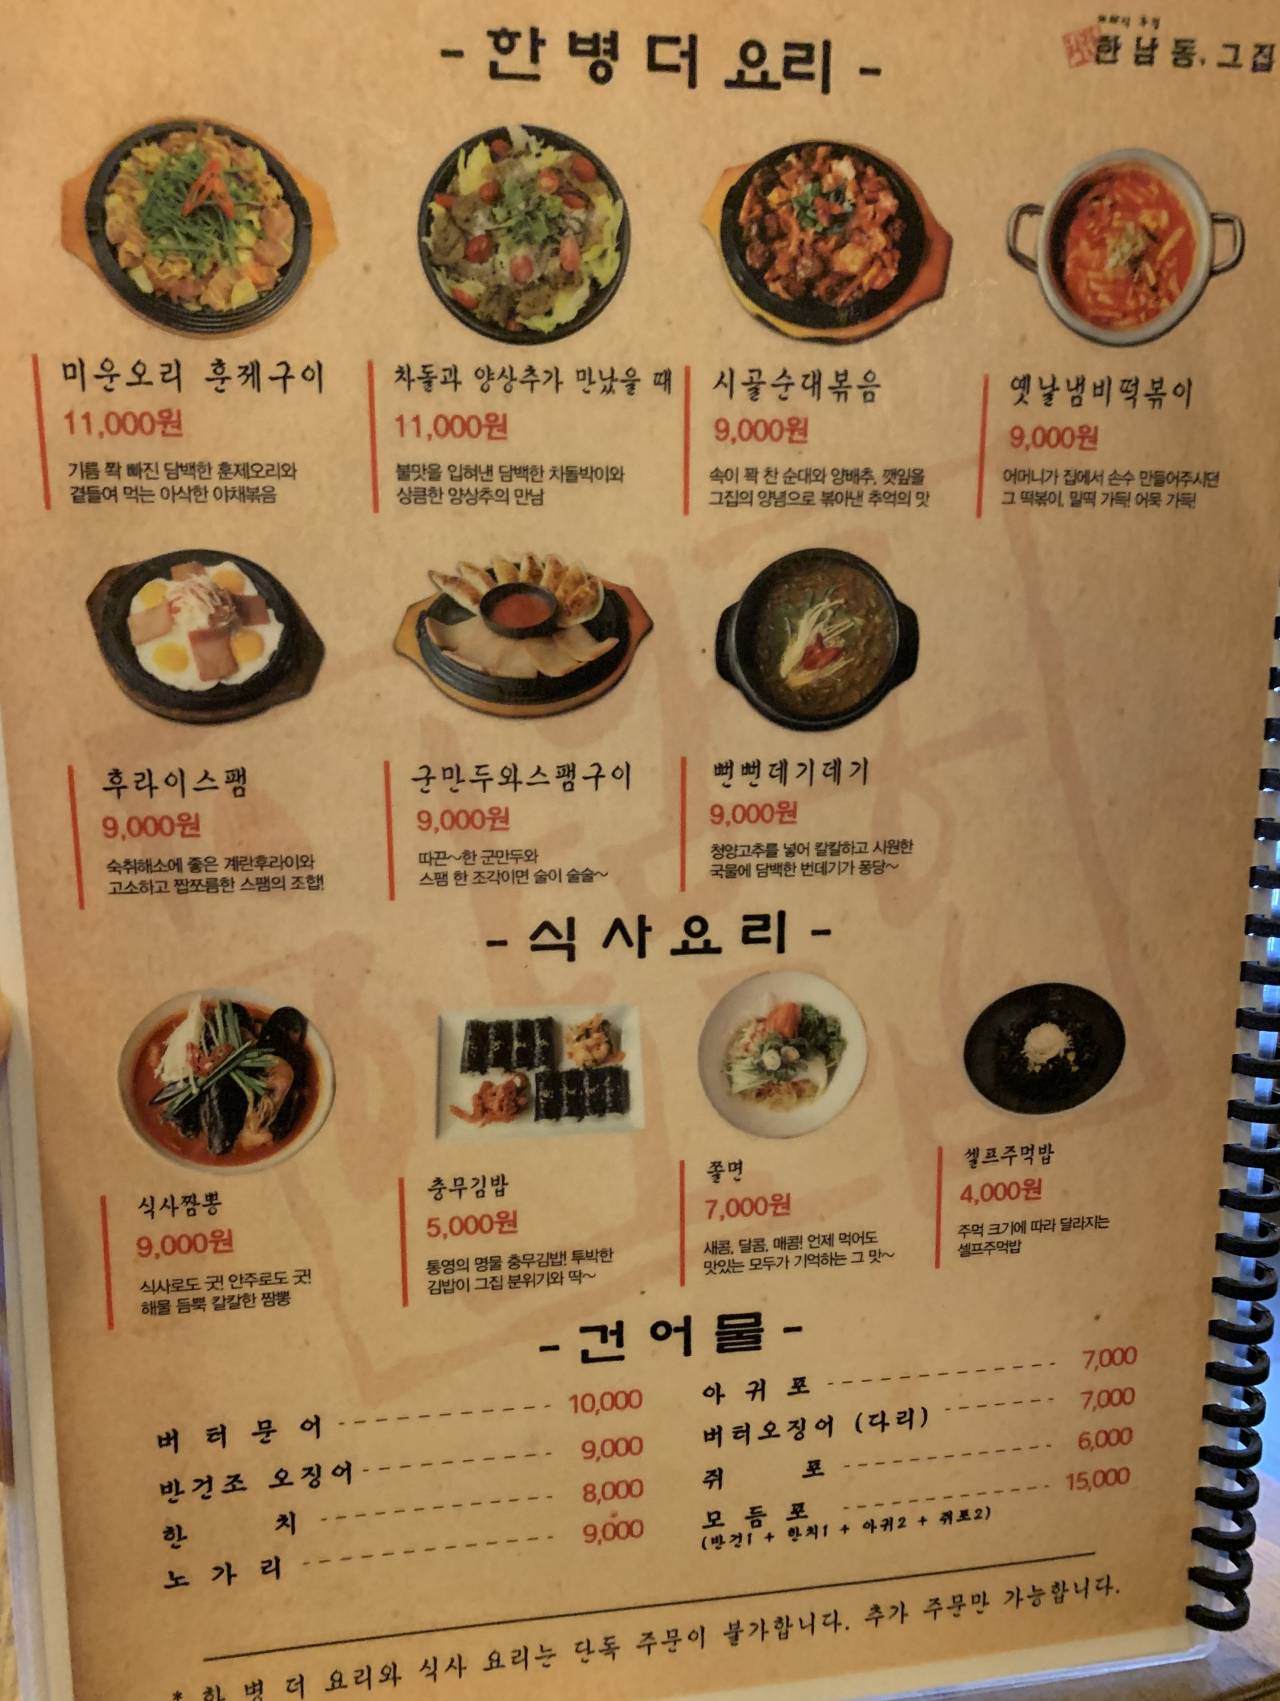 - 한 병 더 요리 -
한남동, 그집
미운오리 훈제구이
11,000원
기름 쫙 빠진 담백한 훈제오리와
곁들여 먹는 아삭한 야채볶음
차돌과 양상추가 만났을 때
11,000원
불맛을 입혀낸 담백한 차돌박이와
상큼한 양상추의 만남
시골순대볶음
9,000원
속이 꽉 찬 순대와 양배추, 깻잎을
그집의 양념으로 볶아낸 추억의 맛
옛날냄비떡볶이
9,000원
어머니가 집에서 손수 만들어주시던
그 떡볶이, 밀떡 가득! 어묵 가득!
후라이스팸
9,000원
숙취해소에 좋은 계란후라이와
고소하고 짭쪼름한 스팸의 조합!
군만두와스팸구이
9,000원
따끈~한 군만두와
스팸 한 조각이면 술이 술술~
뻔뻔데기데기
9,000원
청양고추를 넣어 칼칼하고 시원한
국물에 담백한 번데기가 퐁당~
- 식사요리 -
식사짬뽕
9,000원
식사로도 굿! 안주로도 굿!
해물 듬뿍 칼칼한 짬뽕
충무김밥
5,000원
통영의 명물 충무김밥! 투박한
김밥이 그집 분위기와 딱~
쫄면
7,000원
새콤, 달콤, 매콤! 언제 먹어도
맛있는 모두가 기억하는 그 맛~
셀프주먹밥
4,000원
주먹 크기에 따라 달라지는
셀프주먹밥
- 건어물 -
버터문어 10,000
반건조 오징어 9,000
한치 8,000
노가리 9,000
아귀포 7,000
버터오징어 (다리) 7,000
쥐포 6,000
모듬포 15,000
(반건1 + 한치1 + 아귀2 + 쥐포2)
* 한 병 더 요리와 식사 요리는 단독 주문이 불가합니다. 추가 주문만 가능합니다.